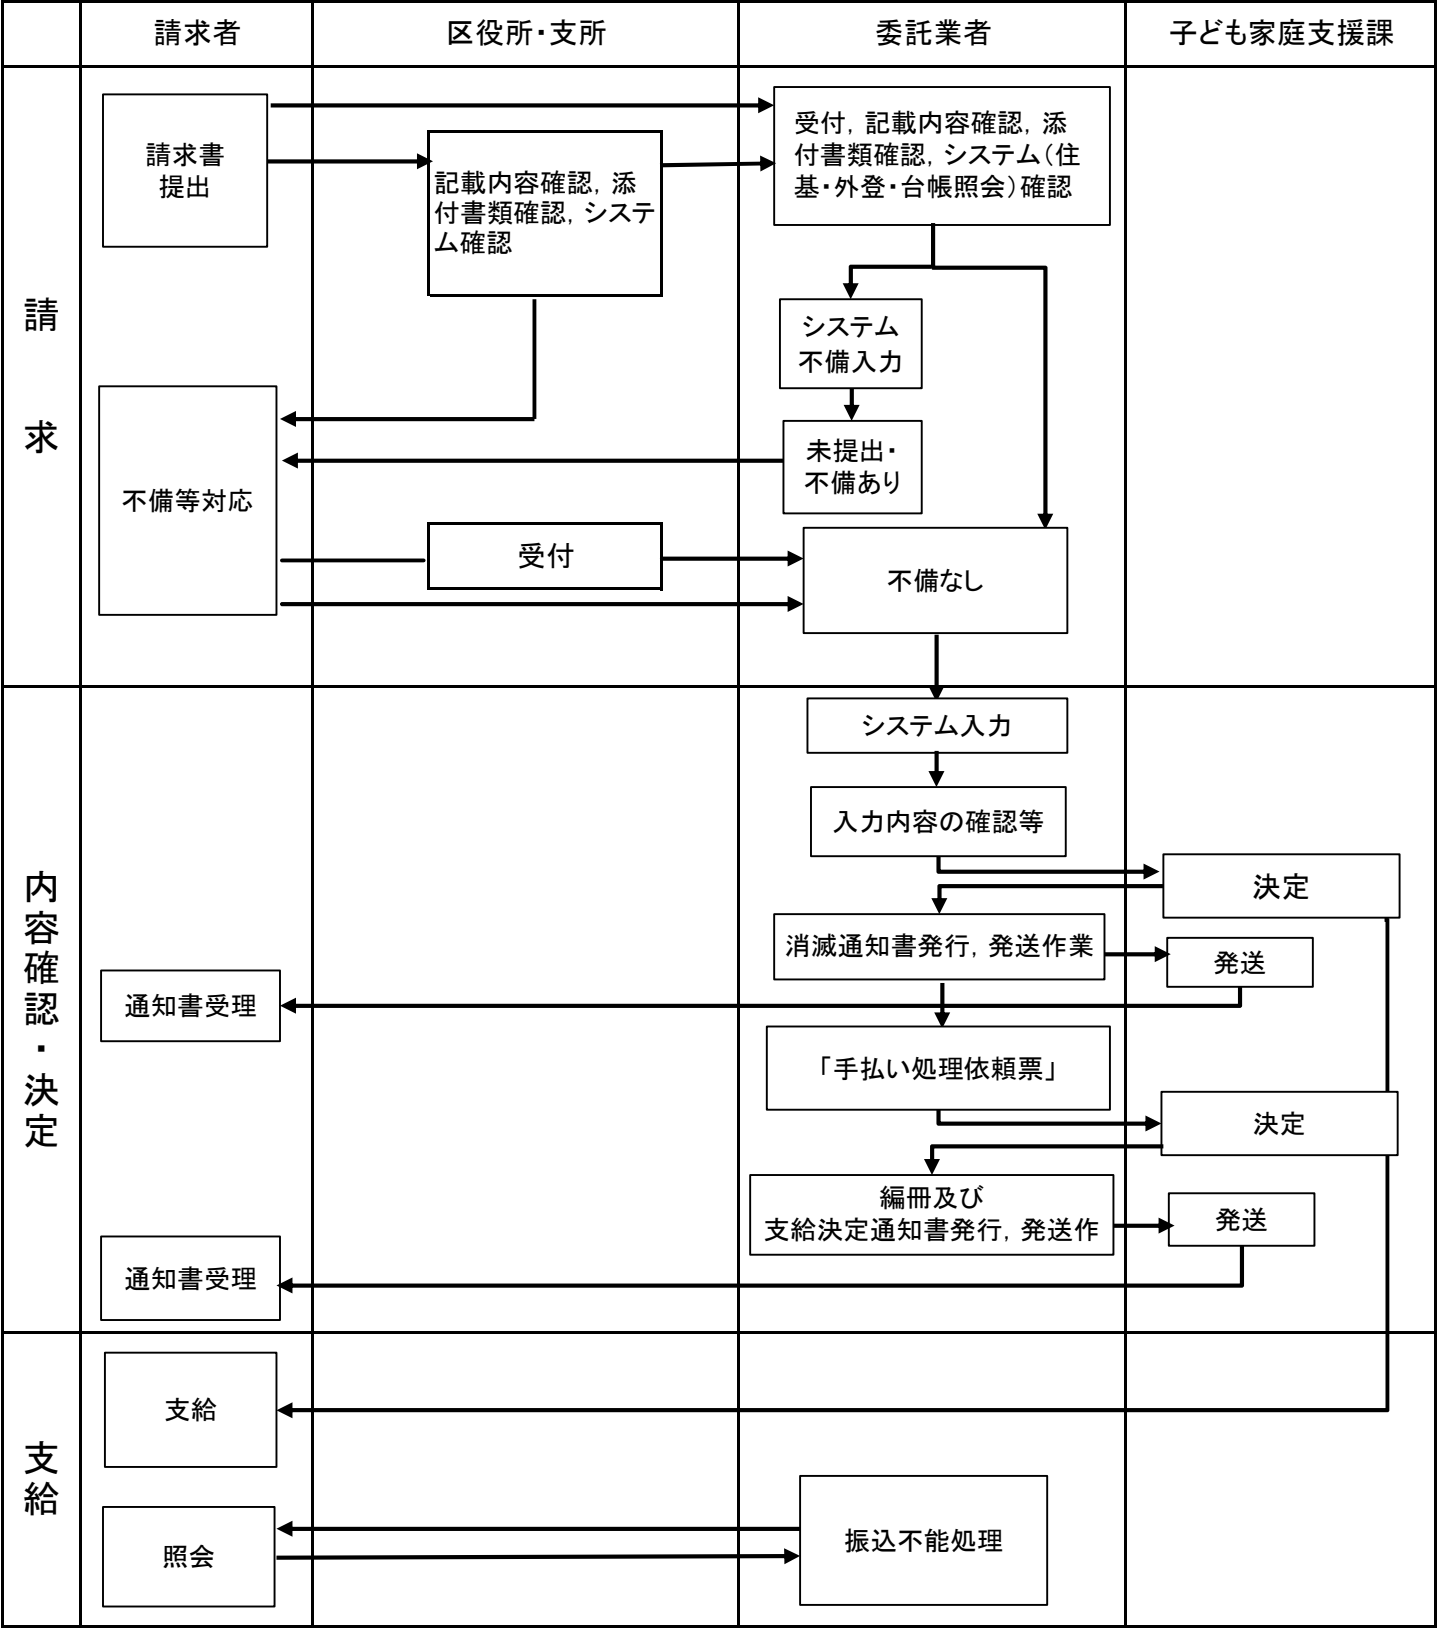 請求者
区役所・支所
委託業者
子ども家庭支援課
請求
請求書
提出
記載内容確認，添
付書類確認，システ
ム確認
受付，記載内容確認，添
付書類確認，システム（住
基・外登・台帳照会）確認
システム
不備入力
未提出・
不備あり
不備等対応
受付
不備なし
内容確認・決定
システム入力
入力内容の確認等
決定
消滅通知書発行，発送作業
発送
通知書受理
「手払い処理依頼票」
決定
編冊及び
支給決定通知書発行，発送作
発送
通知書受理
支給
支給
照会
振込不能処理